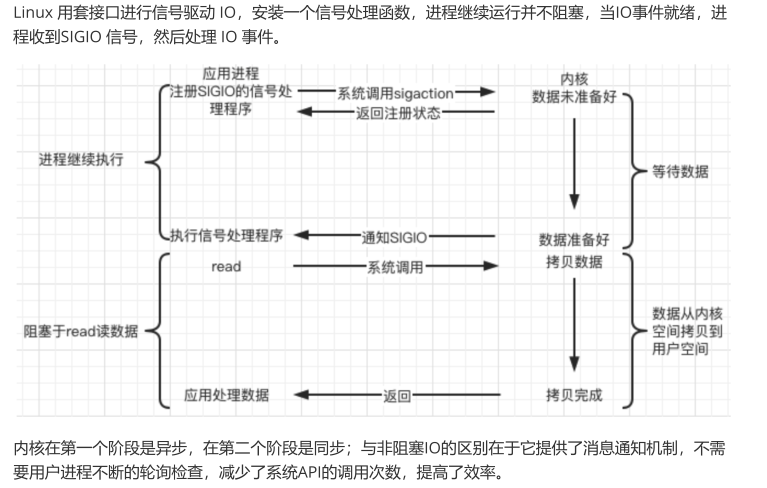 Linux 用套接口进行信号驱动 IO，安装一个信号处理函数，进程继续运行并不阻塞，当IO事件就绪，进
程收到SIGIO 信号，然后处理 IO 事件。
应用进程
内核
注册SIGIO的信号处
理程序
系统调用sigaction
数据未准备好
返回注册状态
进程继续执行
等待数据
执行信号处理程序
通知SIGIO
数据准备好
read
系统调用
拷贝数据
阻塞于read读数据
数据从内核
空间拷贝到
用户空间
应用处理数据
返回
拷贝完成
内核在第一个阶段是异步，在第二个阶段是同步；与非阻塞IO的区别在于它提供了消息通知机制，不需
要用户进程不断的轮询检查，减少了系统API的调用次数，提高了效率。